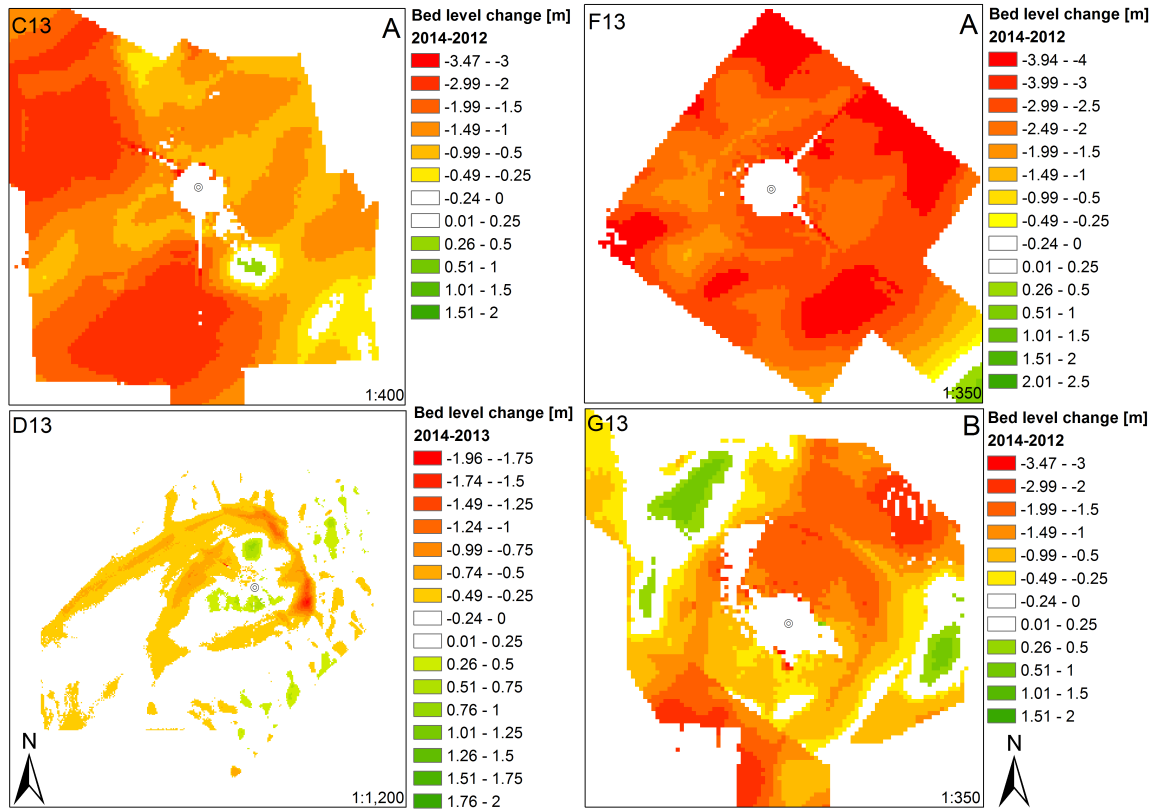 C13
A
1:400
Bed level change [m]
2014-2012
-3.47 - -3
-2.99 - -2
-1.99 - -1.5
-1.49 - -1
-0.99 - -0.5
-0.49 - -0.25
-0.24 - 0
0.01 - 0.25
0.26 - 0.5
0.51 - 1
1.01 - 1.5
1.51 - 2
F13
A
1:350
Bed level change [m]
2014-2012
-3.94 - -4
-3.99 - -3
-2.99 - -2.5
-2.49 - -2
-1.99 - -1.5
-1.49 - -1
-0.99 - -0.5
-0.49 - -0.25
-0.24 - 0
0.01 - 0.25
0.26 - 0.5
0.51 - 1
1.01 - 1.5
1.51 - 2
2.01 - 2.5
D13
N
1:1,200
Bed level change [m]
2014-2013
-1.96 - -1.75
-1.74 - -1.5
-1.49 - -1.25
-1.24 - -1
-0.99 - -0.75
-0.74 - -0.5
-0.49 - -0.25
-0.24 - 0
0.01 - 0.25
0.26 - 0.5
0.51 - 0.75
0.76 - 1
1.01 - 1.25
1.26 - 1.5
1.51 - 1.75
1.76 - 2
G13
B
1:350
Bed level change [m]
2014-2012
-3.47 - -3
-2.99 - -2
-1.99 - -1.5
-1.49 - -1
-0.99 - -0.5
-0.49 - -0.25
-0.24 - 0
0.01 - 0.25
0.26 - 0.5
0.51 - 1
1.01 - 1.5
1.51 - 2
N